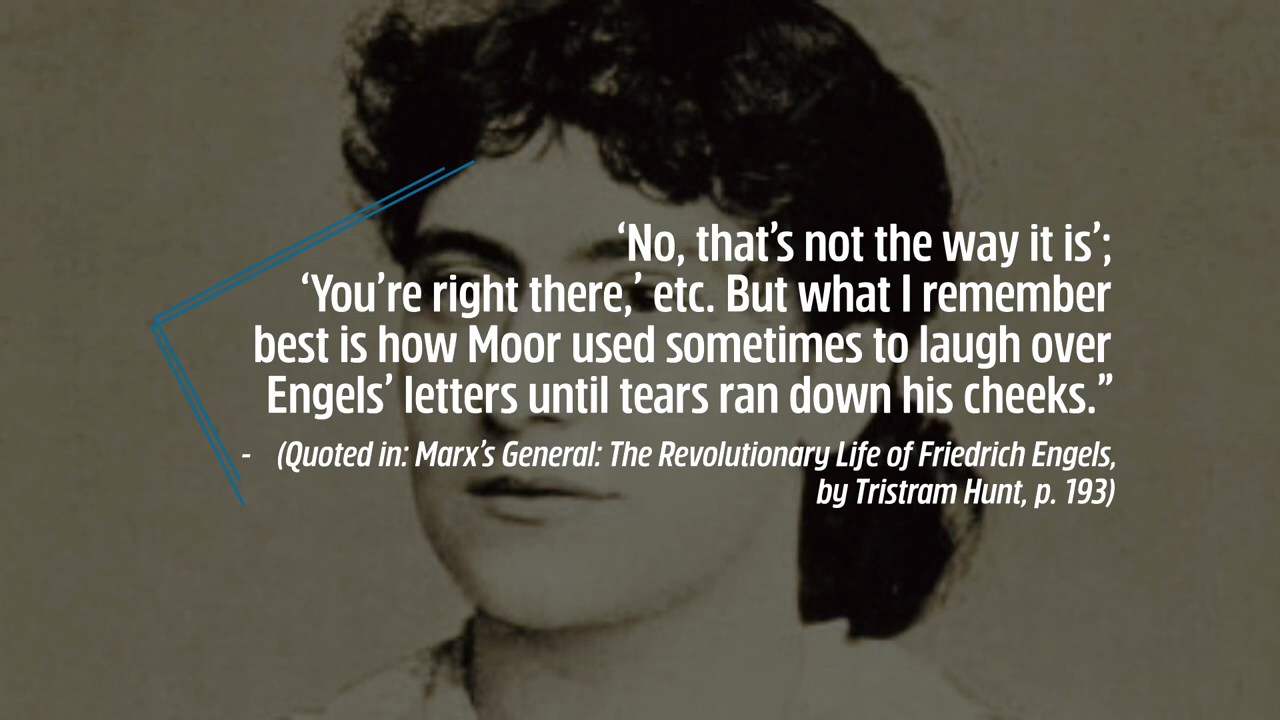 ‘No, that’s not the way it is’;
‘You’re right there,’ etc. But what I remember
best is how Moor used sometimes to laugh over
Engels’ letters until tears ran down his cheeks.”
- (Quoted in: Marx’s General: The Revolutionary Life of Friedrich Engels,
by Tristram Hunt, p. 193)